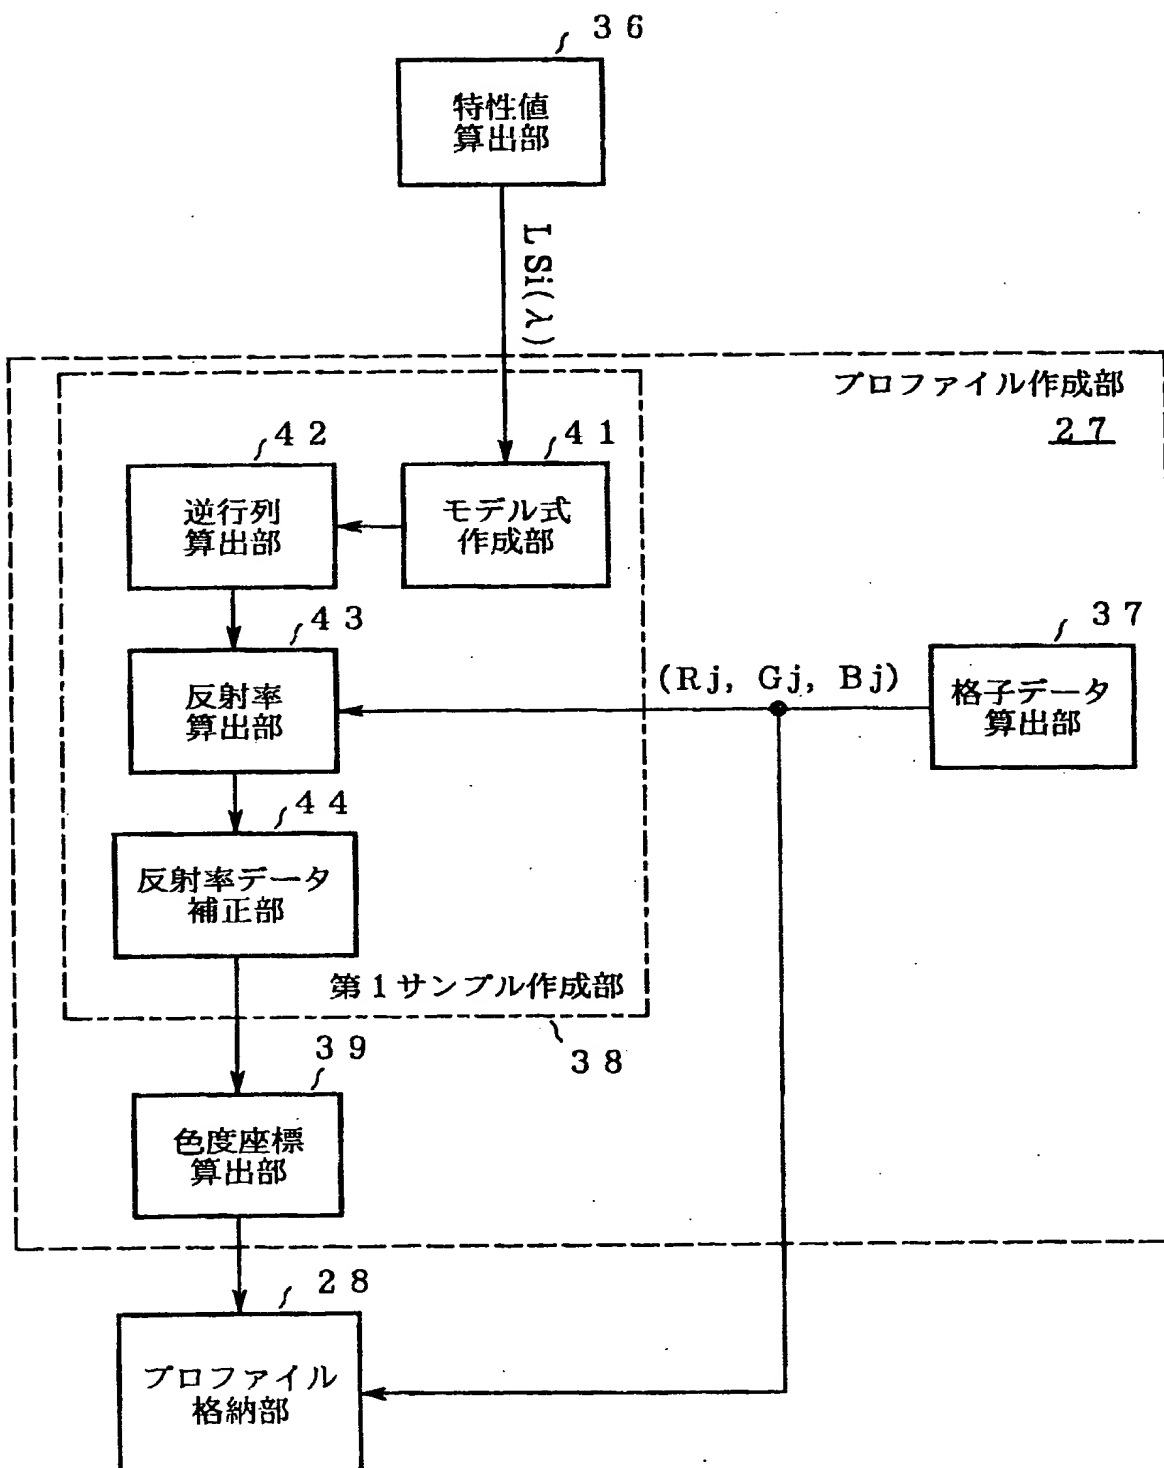 36
特性値
算出部
LSi(λ)
プロファイル作成部
27
42
逆行列
算出部
41
モデル式
作成部
43
反射率
算出部
(Rj, Gj, Bj)
37
格子データ
算出部
44
反射率データ
補正部
第1サンプル作成部
38
39
色度座標
算出部
28
プロファイル
格納部